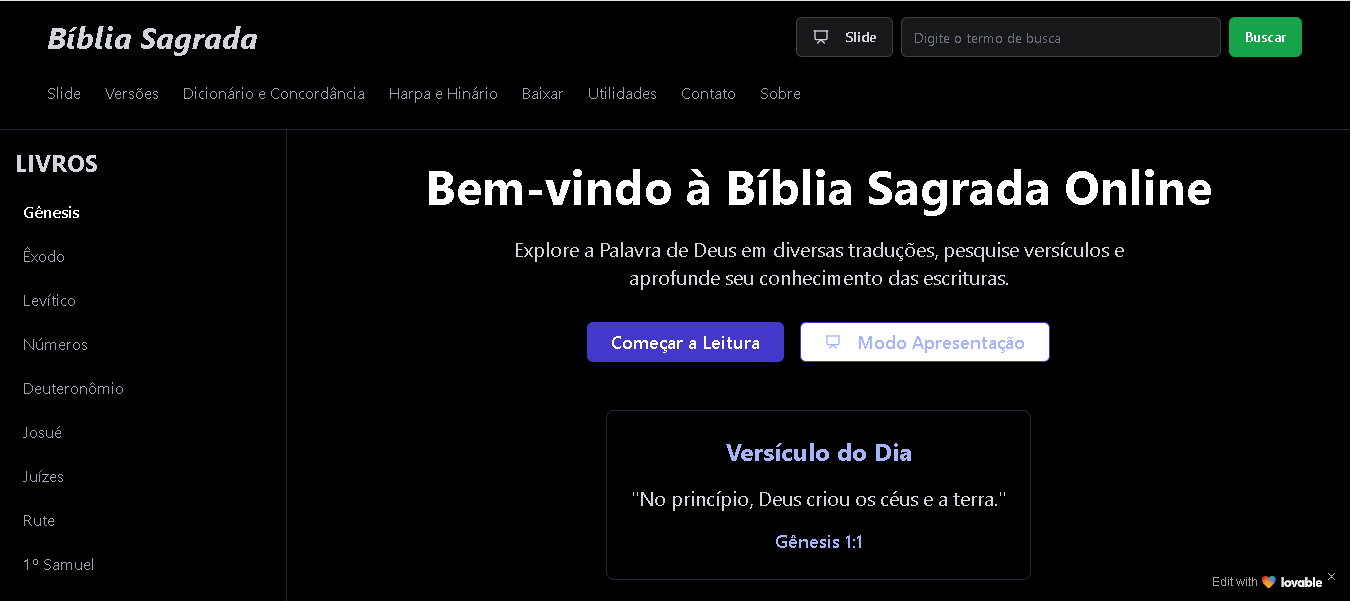 Bíblia Sagrada
Slide
Digite o termo de busca
Buscar
Slide Versões Dicionário e Concordância Harpa e Hinário Baixar Utilidades Contato Sobre
LIVROS
Gênesis
Êxodo
Levítico
Números
Deuteronômio
Josué
Juízes
Rute
1º Samuel
Bem-vindo à Bíblia Sagrada Online
Explore a Palavra de Deus em diversas traduções, pesquise versículos e
aprofunde seu conhecimento das escrituras.
Começar a Leitura
Modo Apresentação
Versículo do Dia
"No princípio, Deus criou os céus e a terra."
Gênesis 1:1
Edit with lovable